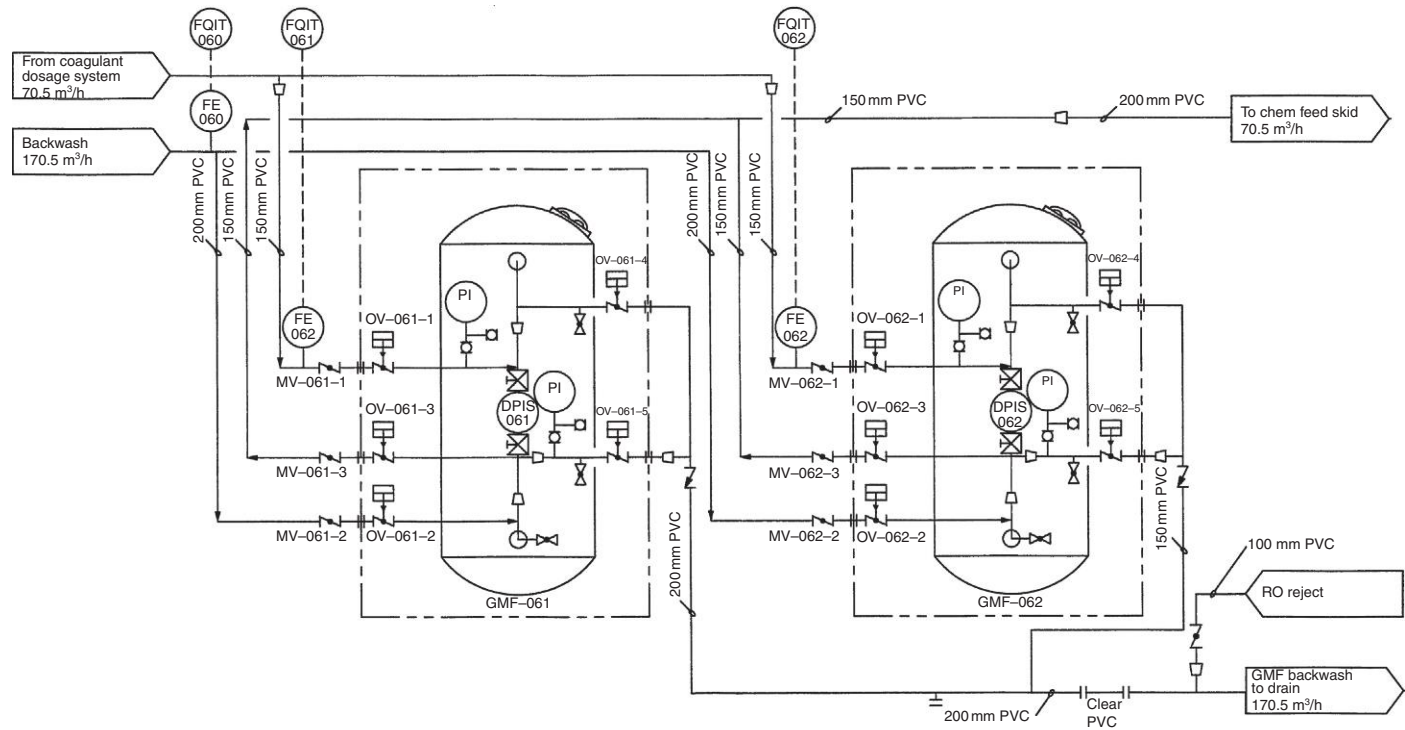 FQIT
060
FQIT
061
FQIT
062
From coagulant
dosage system
70.5 m³/h
FE
060
150 mm PVC
200 mm PVC
To chem feed skid
70.5 m³/h
Backwash
170.5 m³/h
200 mm PVC
150 mm PVC
150 mm PVC
200 mm PVC
150 mm PVC
150 mm PVC
OV–061–4
OV–062–4
PI
PI
FE
062
OV–061–1
FE
062
OV–062–1
MV–061–1
MV–062–1
PI
PI
OV–061–3
DPIS
061
OV–061–5
OV–062–3
DPIS
062
OV–062–5
MV–061–3
MV–062–3
MV–061–2
OV–061–2
MV–062–2
OV–062–2
200 mm PVC
150 mm PVC
100 mm PVC
GMF–061
GMF–062
RO reject
GMF backwash
to drain
170.5 m³/h
200 mm PVC
Clear
PVC